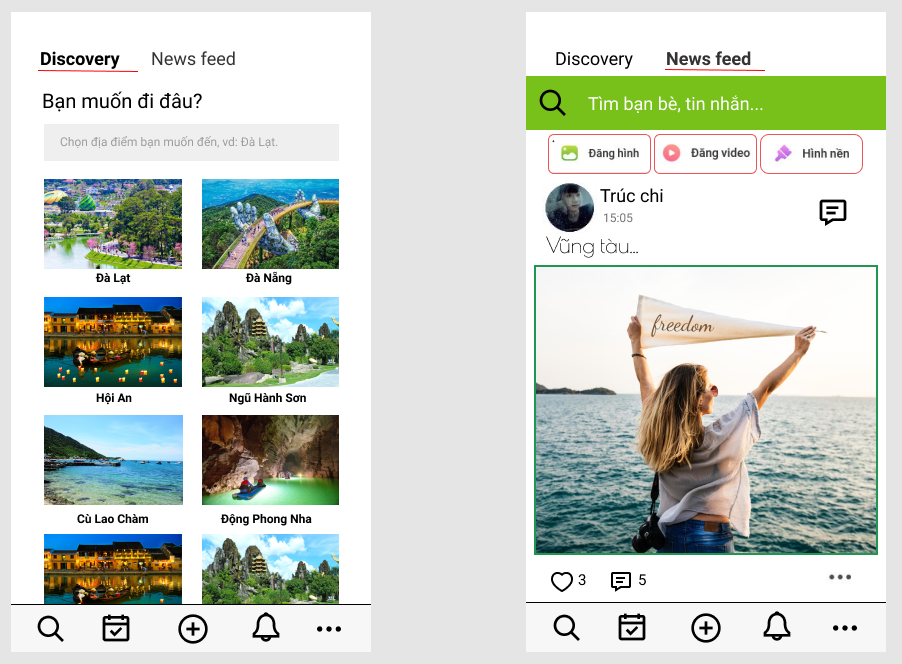 Discovery
News feed
Bạn muốn đi đâu?
Chọn địa điểm bạn muốn đến, vd: Đà Lạt.
Đà Lạt
Đà Nẵng
Hội An
Ngũ Hành Sơn
Cù Lao Chàm
Động Phong Nha
Discovery
News feed
Tìm bạn bè, tin nhắn...
Đăng hình
Đăng video
Hình nền
Trúc chi
15:05
Vũng tàu...
freedom
3
5